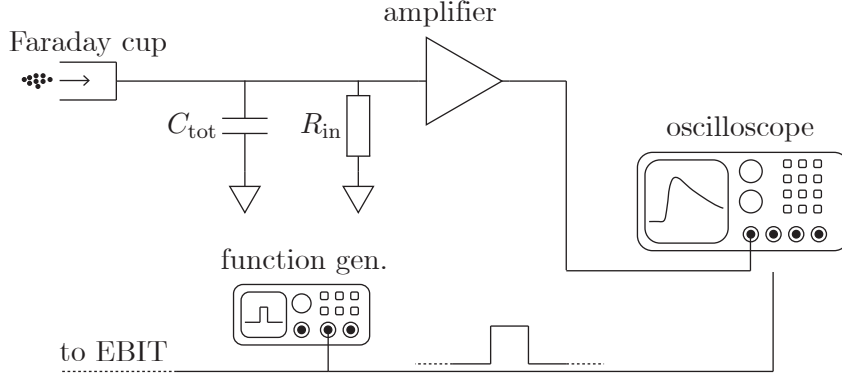 amplifier
Faraday cup
C_tot
R_in
oscilloscope
function gen.
to EBIT